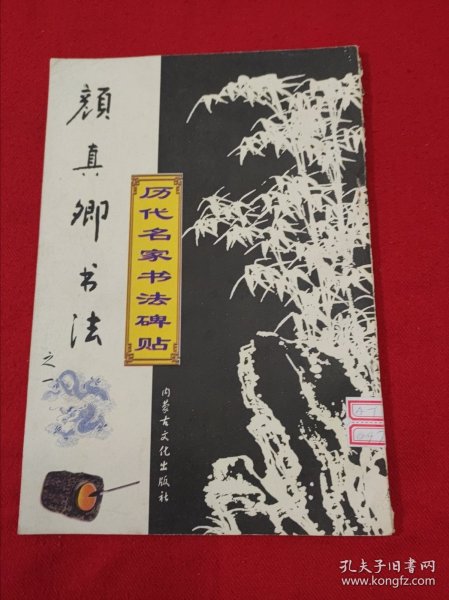 顔真卿书法
之一
历代名家书法碑贴
内蒙古文化出版社
孔夫子旧书网
www.kongfz.com